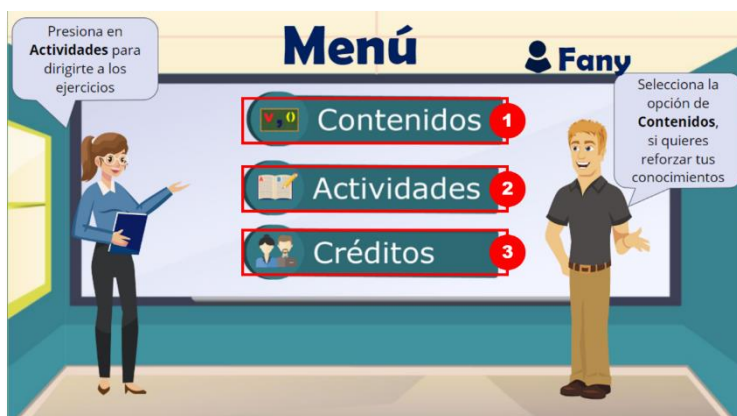 Presiona en
Actividades para
dirigirte a los
ejercicios
Menú
Fany
Selecciona la
opción de
Contenidos,
si quieres
reforzar tus
conocimientos
v,()
Contenidos 1
Actividades 2
Créditos 3